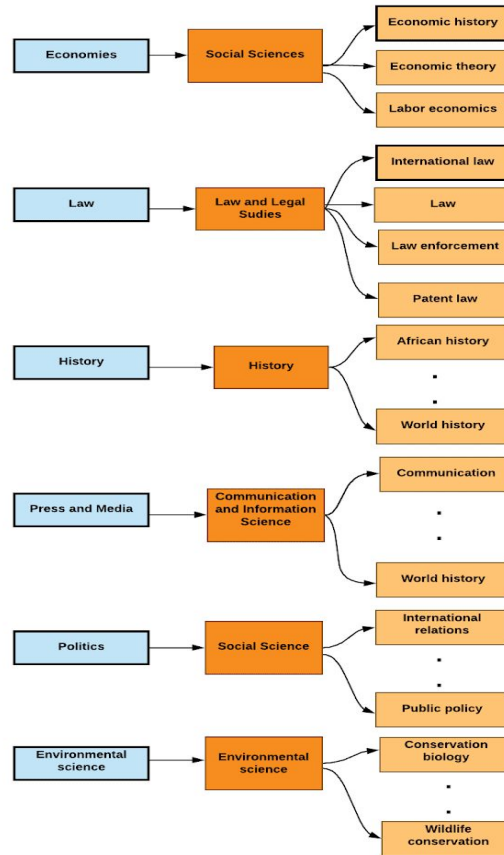 Economies
Social Sciences
Economic history
Economic theory
Labor economics
Law
Law and Legal
Sudies
International law
Law
Law enforcement
Patent law
History
History
African history
World history
Press and Media
Communication
and Information
Science
Communication
World history
Politics
Social Science
International
relations
Public policy
Environmental
science
Environmental
science
Conservation
biology
Wildlife
conservation